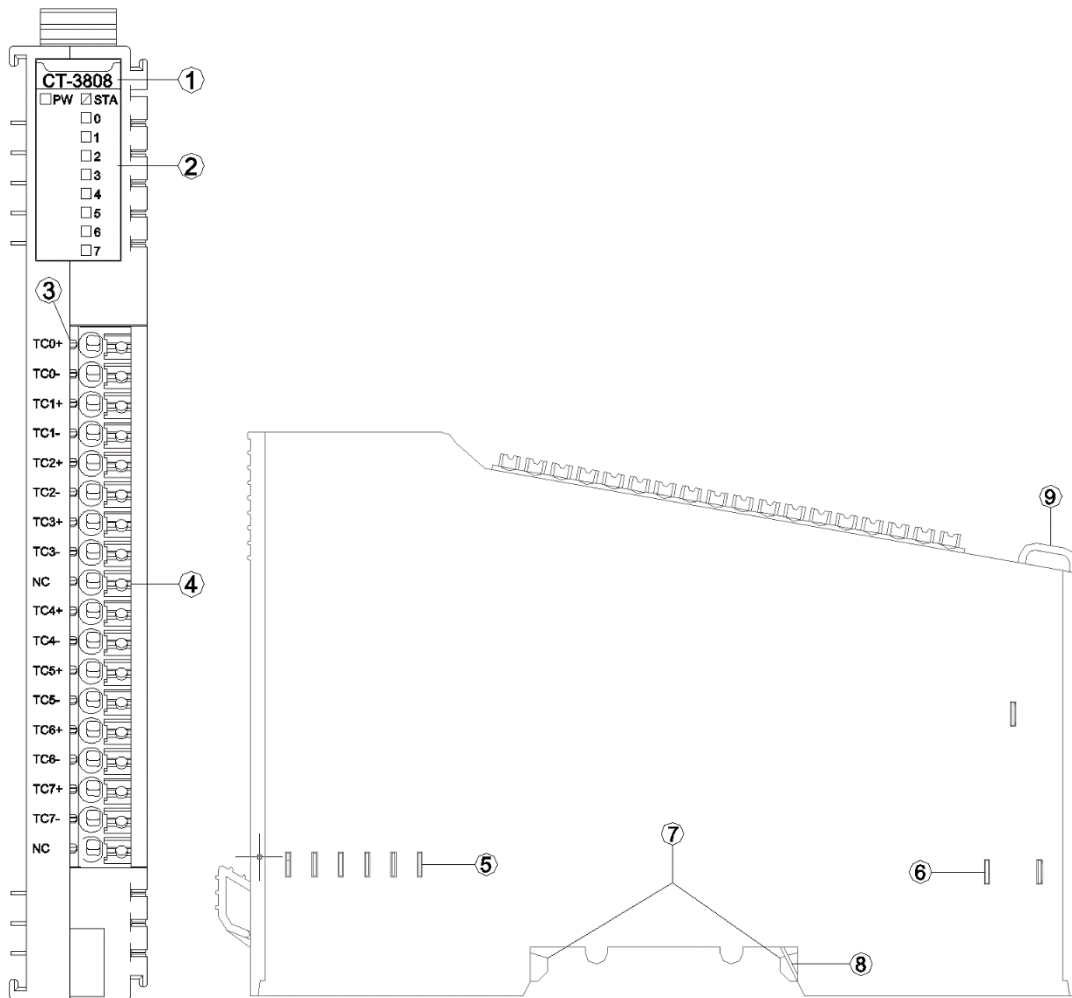 CT-3808
1
PW STA
0
1
2
2
3
4
5
6
7
3
TC0+
TC0-
TC1+
TC1-
TC2+
TC2-
TC3+
TC3-
NC
4
TC4+
TC4-
TC5+
TC5-
TC6+
TC6-
TC7+
TC7-
NC
9
7
5
6
8